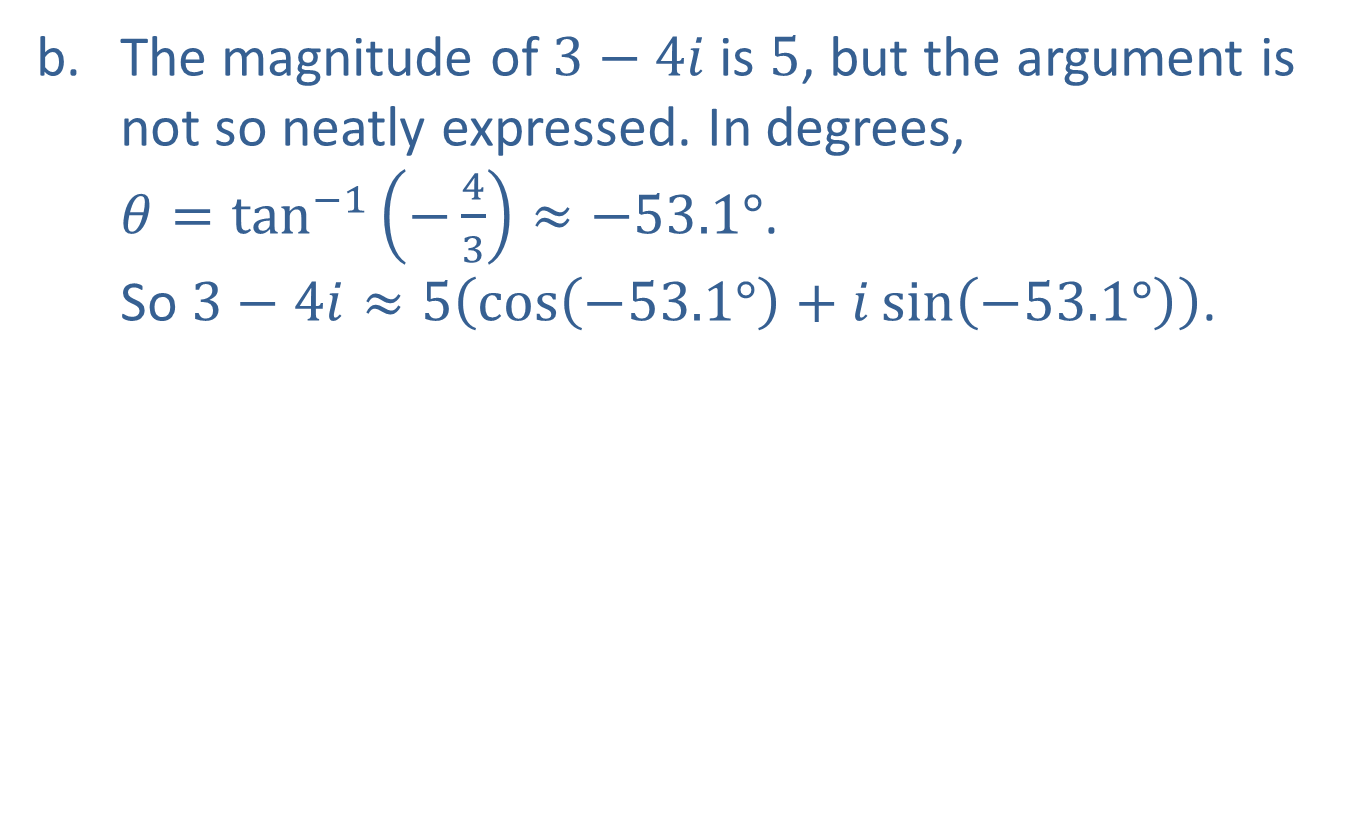 b. The magnitude of 3 − 4i is 5, but the argument is
not so neatly expressed. In degrees,
θ = tan⁻¹(−4/3) ≈ −53.1°.
So 3 − 4i ≈ 5(cos(−53.1°) + i sin(−53.1°)).